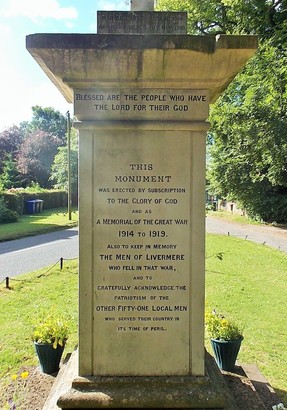 Blessed are the people who have
the Lord for their God
THIS
MONUMENT
was erected by subscription
to the Glory of God
and as
a Memorial of the Great War
1914 to 1919.
Also to keep in Memory
the Men of Livermere
who fell in that war,
and to
gratefully acknowledge the
patriotism of the
other fifty-one local men
who served their country in
its time of peril.